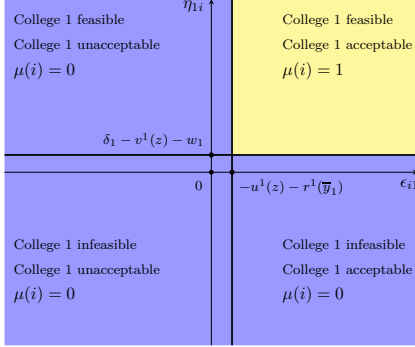 η₁ᵢ
College 1 feasible
College 1 unacceptable
μ(i) = 0
College 1 feasible
College 1 acceptable
μ(i) = 1
δ₁ − v¹(z) − w₁
0
−u¹(z) − r¹(y̅₁)
ϵᵢ₁
College 1 infeasible
College 1 unacceptable
μ(i) = 0
College 1 infeasible
College 1 acceptable
μ(i) = 0